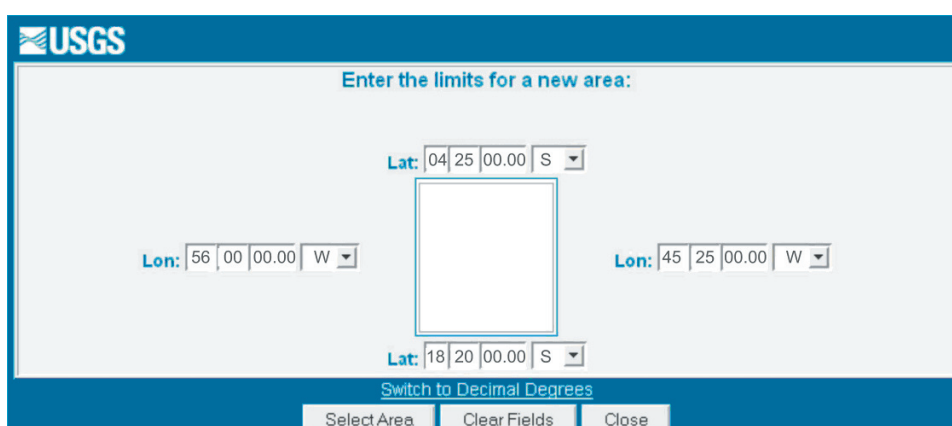 USGS
Enter the limits for a new area:
Lat: 04 25 00.00 S
Lon: 56 00 00.00 W
Lon: 45 25 00.00 W
Lat: 18 20 00.00 S
Switch to Decimal Degrees
Select Area Clear Fields Close